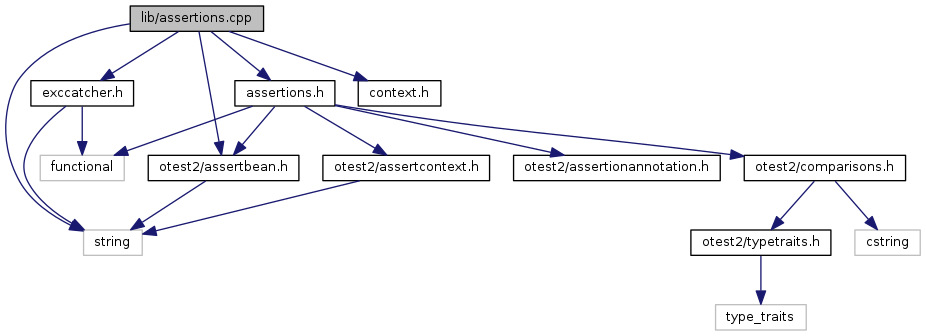 lib/assertions.cpp
exccatcher.h
assertions.h
context.h
functional
otest2/assertbean.h
otest2/assertcontext.h
otest2/assertionannotation.h
otest2/comparisons.h
string
otest2/typetraits.h
cstring
type_traits